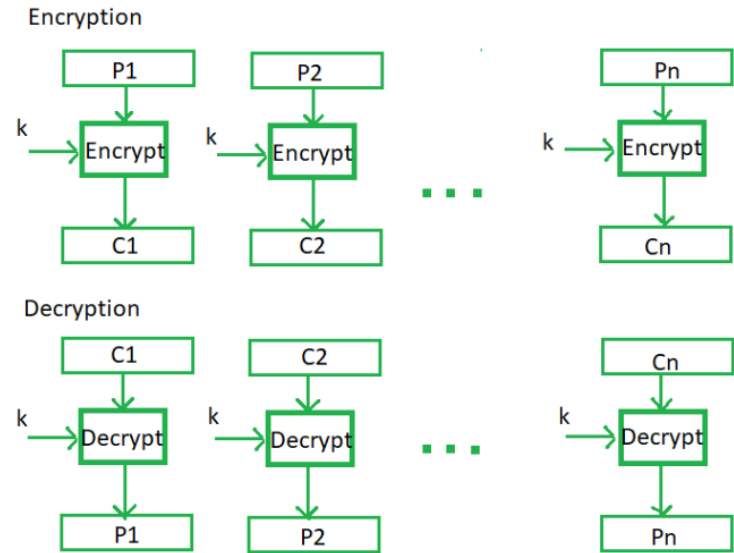 Encryption
P1 P2 Pn
k Encrypt k Encrypt k Encrypt
C1 C2 Cn
Decryption
C1 C2 Cn
k Decrypt k Decrypt k Decrypt
P1 P2 Pn